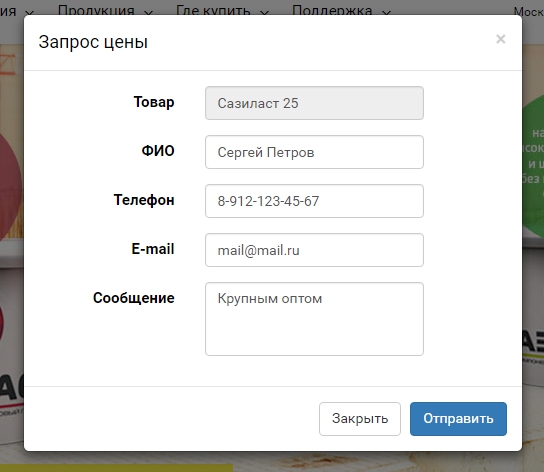 Продукция Где купить Поддержка
Запрос цены
×
Товар Сазиласт 25
ФИО Сергей Петров
Телефон 8-912-123-45-67
E-mail mail@mail.ru
Сообщение Крупным оптом
Закрыть Отправить